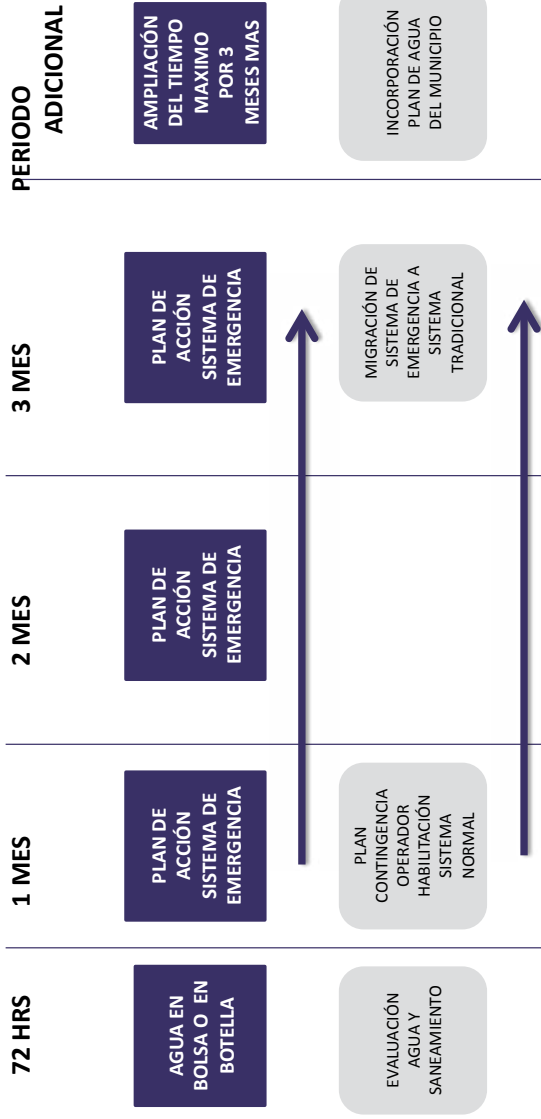 72 HRS
1 MES
2 MES
3 MES
PERIODO
ADICIONAL
AGUA EN
BOLSA O EN
BOTELLA
PLAN DE
ACCIÓN
SISTEMA DE
EMERGENCIA
PLAN DE
ACCIÓN
SISTEMA DE
EMERGENCIA
PLAN DE
ACCIÓN
SISTEMA DE
EMERGENCIA
AMPLIACIÓN
DEL TIEMPO
MAXIMO
POR 3
MESES MAS
EVALUACIÓN
AGUA Y
SANEAMIENTO
PLAN
CONTINGENCIA
OPERADOR
HABILITACIÓN
SISTEMA
NORMAL
MIGRACIÓN DE
SISTEMA DE
EMERGENCIA A
SISTEMA
TRADICIONAL
INCORPORACIÓN
PLAN DE AGUA
DEL MUNICIPIO